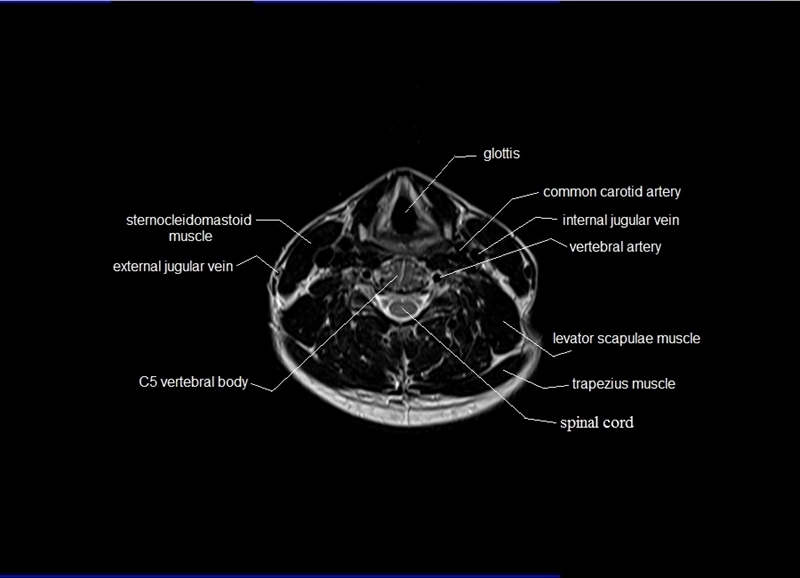 glottis
common carotid artery
sternocleidomastoid
muscle
internal jugular vein
vertebral artery
external jugular vein
levator scapulae muscle
C5 vertebral body
trapezius muscle
spinal cord